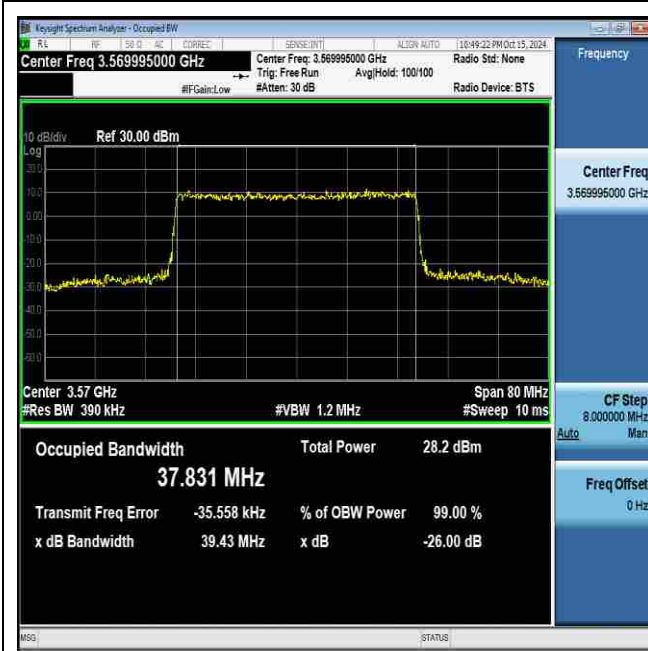 Keysight Spectrum Analyzer - Occupied BW
RL RF 50 Ω AC CORREC SENSE:INT ALIGN AUTO 10:49:22 PM Oct 15, 2024
Center Freq 3.569995000 GHz
Center Freq: 3.569995000 GHz
Radio Std: None
Trig: Free Run Avg|Hold: 100/100
#IFGain:Low #Atten: 30 dB Radio Device: BTS
Frequency
10 dB/div Ref 30.00 dBm
Log
20.0
10.0
0.00
-10.0
-20.0
-30.0
-40.0
-50.0
-60.0
Center Freq
3.569995000 GHz
Center 3.57 GHz Span 80 MHz
#Res BW 390 kHz #VBW 1.2 MHz #Sweep 10 ms
CF Step
8.000000 MHz
Auto Man
Occupied Bandwidth Total Power 28.2 dBm
37.831 MHz
Transmit Freq Error -35.558 kHz % of OBW Power 99.00 %
x dB Bandwidth 39.43 MHz x dB -26.00 dB
Freq Offset
0 Hz
MSG STATUS